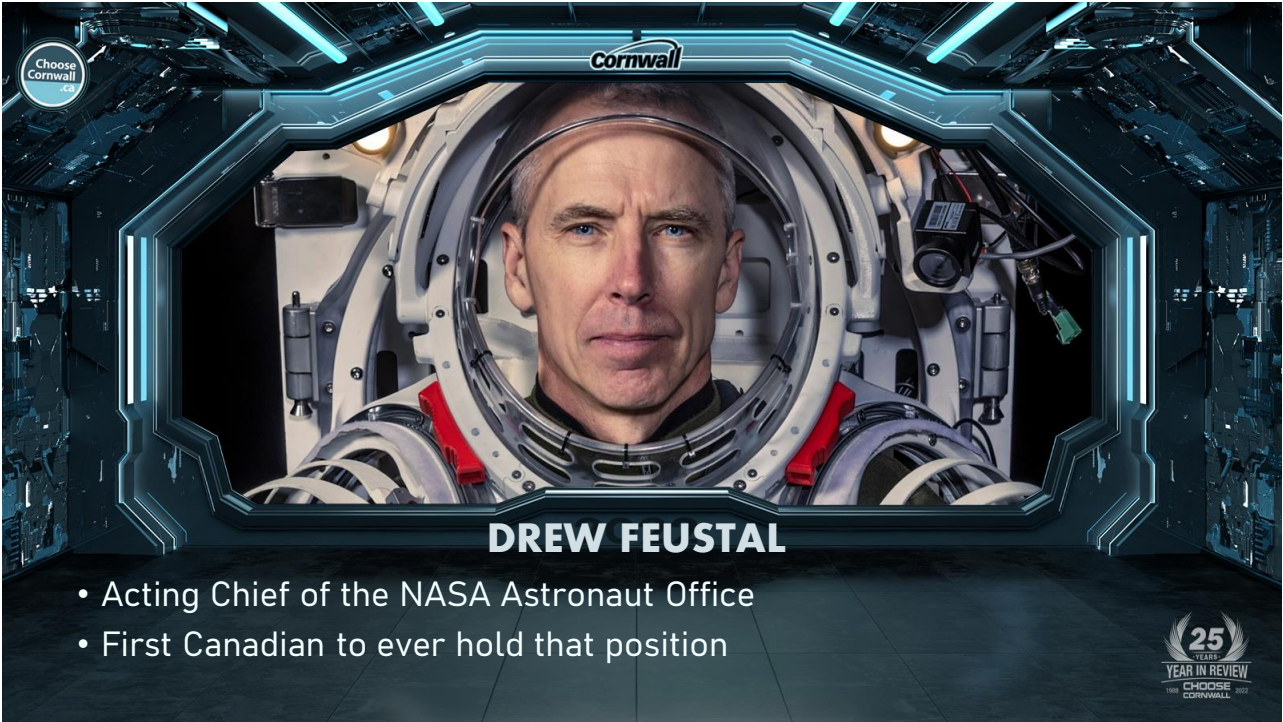 Choose
Cornwall
.ca
Cornwall
DREW FEUSTAL
• Acting Chief of the NASA Astronaut Office
• First Canadian to ever hold that position
25
YEARS
YEAR IN REVIEW
CHOOSE
CORNWALL
2022